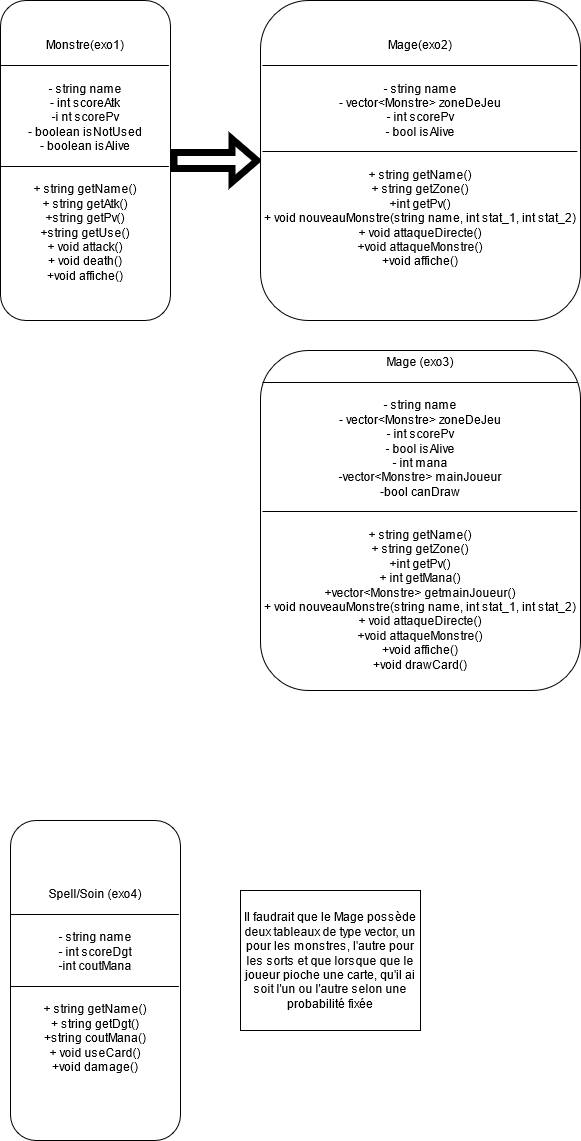 Monstre(exo1)
- string name
- int scoreAtk
-i nt scorePv
- boolean isNotUsed
- boolean isAlive
+ string getName()
+ string getAtk()
+string getPv()
+string getUse()
+ void attack()
+ void death()
+void affiche()
Mage(exo2)
- string name
- vector<Monstre> zoneDeJeu
- int scorePv
- bool isAlive
+ string getName()
+ string getZone()
+int getPv()
+ void nouveauMonstre(string name, int stat_1, int stat_2)
+ void attaqueDirecte()
+void attaqueMonstre()
+void affiche()
Mage (exo3)
- string name
- vector<Monstre> zoneDeJeu
- int scorePv
- bool isAlive
- int mana
-vector<Monstre> mainJoueur
-bool canDraw
+ string getName()
+ string getZone()
+int getPv()
+ int getMana()
+vector<Monstre> getmainJoueur()
+ void nouveauMonstre(string name, int stat_1, int stat_2)
+ void attaqueDirecte()
+void attaqueMonstre()
+void affiche()
+void drawCard()
Spell/Soin (exo4)
- string name
- int scoreDgt
-int coutMana
+ string getName()
+ string getDgt()
+string coutMana()
+ void useCard()
+void damage()
Il faudrait que le Mage possède
deux tableaux de type vector, un
pour les monstres, l'autre pour
les sorts et que lorsque que le
joueur pioche une carte, qu'il ai
soit l'un ou l'autre selon une
probabilité fixée